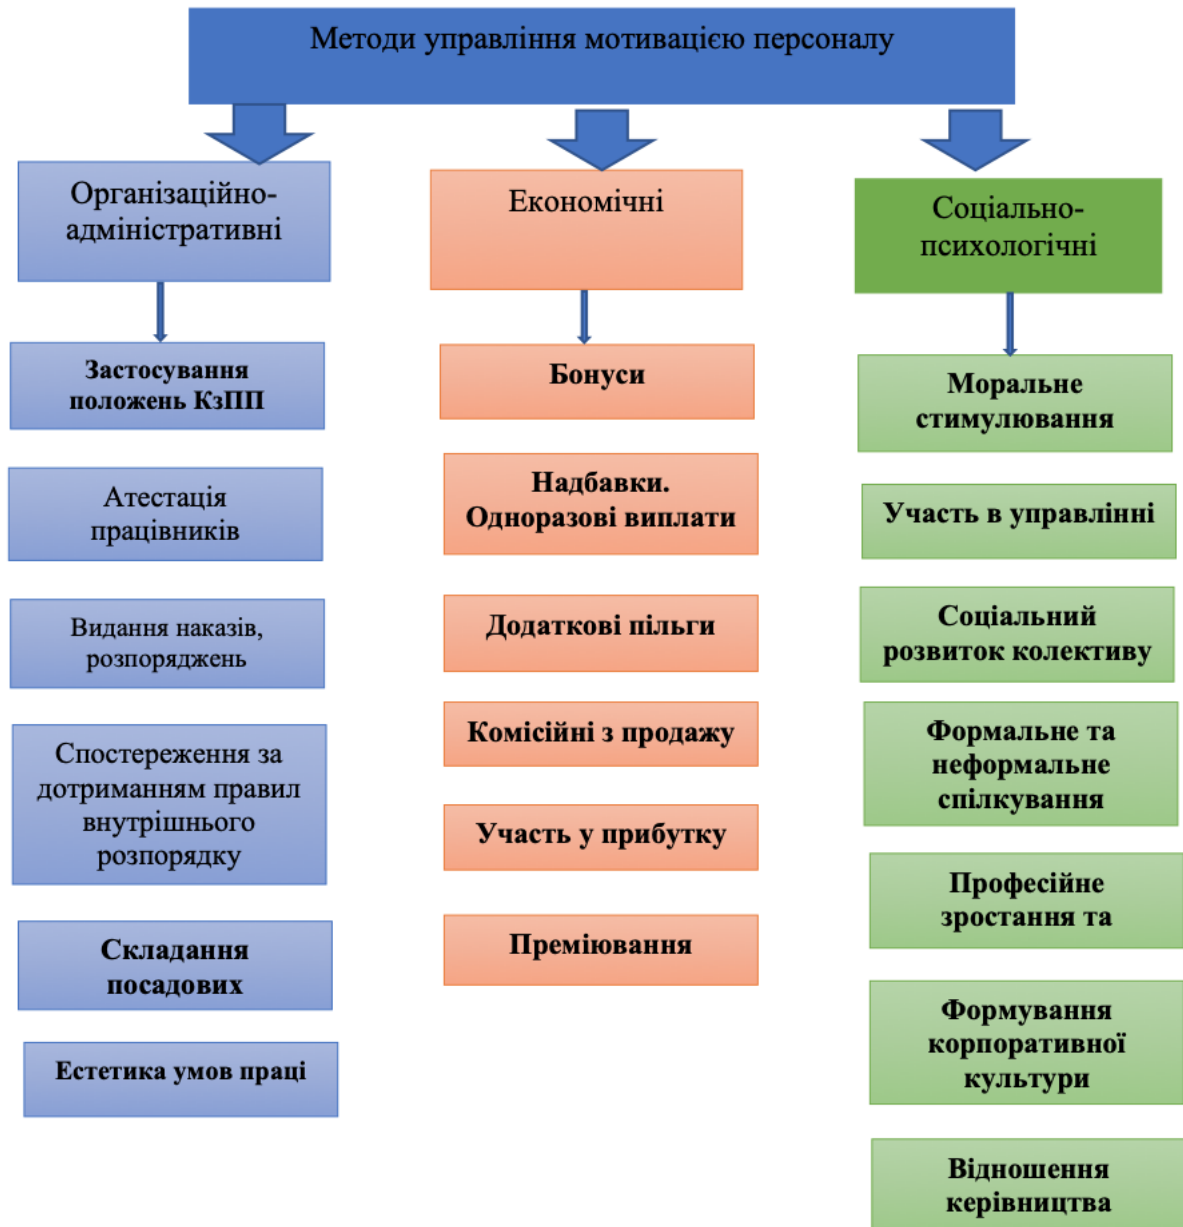 Методи управління мотивацією персоналу
Організаційно-
адміністративні
Застосування
положень КзПП
Атестація
працівників
Видання наказів,
розпоряджень
Спостереження за
дотриманням правил
внутрішнього
розпорядку
Складання
посадових
Естетика умов праці
Економічні
Бонуси
Надбавки.
Одноразові виплати
Додаткові пільги
Комісійні з продажу
Участь у прибутку
Преміювання
Соціально-
психологічні
Моральне
стимулювання
Участь в управлінні
Соціальний
розвиток колективу
Формальне та
неформальне
спілкування
Професійне
зростання та
Формування
корпоративної
культури
Відношення
керівництва